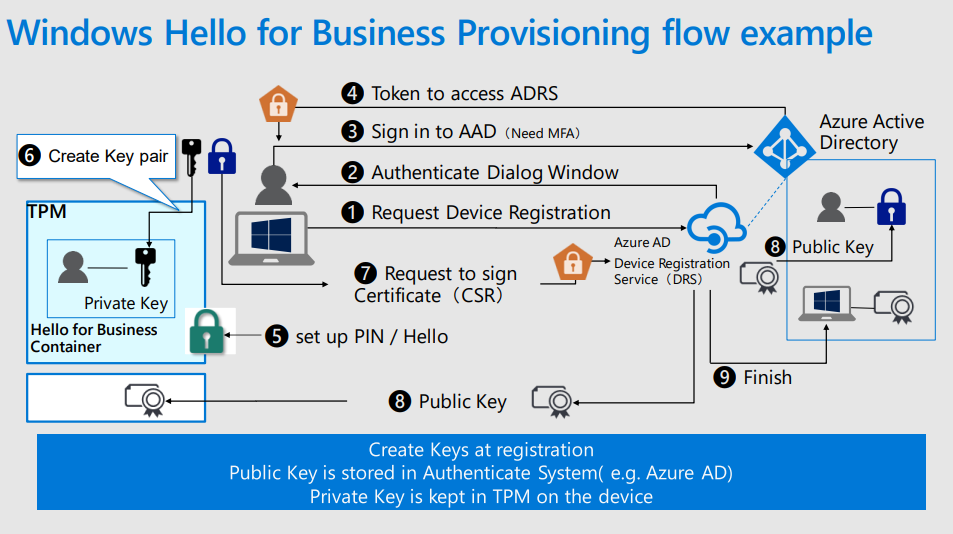 Windows Hello for Business Provisioning flow example
4 Token to access ADRS
3 Sign in to AAD（Need MFA）
Azure Active
Directory
6 Create Key pair
2 Authenticate Dialog Window
TPM
1 Request Device Registration
Azure AD
Device Registration
Service（DRS）
8 Public Key
7 Request to sign
Certificate（CSR）
Private Key
Hello for Business
Container
5 set up PIN / Hello
9 Finish
8 Public Key
Create Keys at registration
Public Key is stored in Authenticate System( e.g. Azure AD)
Private Key is kept in TPM on the device